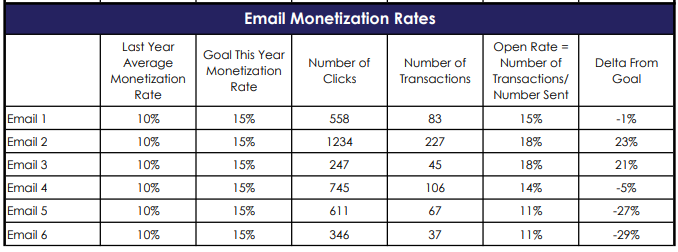 Email Monetization Rates
Last Year Average Monetization Rate | Goal This Year Monetization Rate | Number of Clicks | Number of Transactions | Open Rate = Number of Transactions/ Number Sent | Delta From Goal
Email 1 10% 15% 558 83 15% -1%
Email 2 10% 15% 1234 227 18% 23%
Email 3 10% 15% 247 45 18% 21%
Email 4 10% 15% 745 106 14% -5%
Email 5 10% 15% 611 67 11% -27%
Email 6 10% 15% 346 37 11% -29%